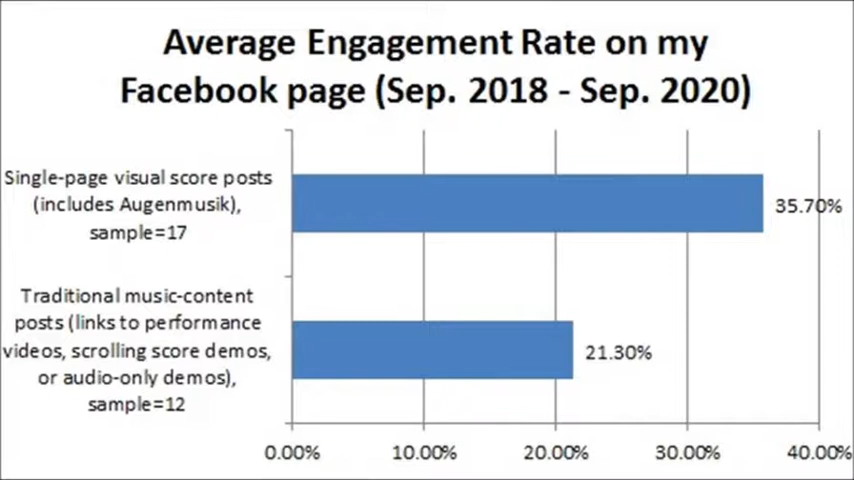 Average Engagement Rate on my
Facebook page (Sep. 2018 - Sep. 2020)
Single-page visual score posts
(includes Augenmusik),
sample=17
35.70%
Traditional music-content
posts (links to performance
videos, scrolling score demos,
or audio-only demos),
sample=12
21.30%
0.00% 10.00% 20.00% 30.00% 40.00%